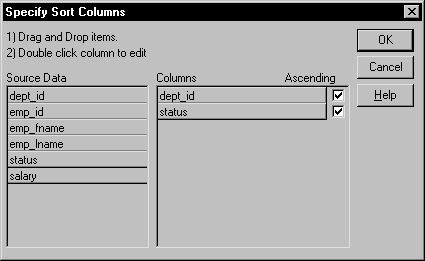 Specify Sort Columns
1) Drag and Drop items.
2) Double click column to edit
OK
Cancel
Help
Source Data
dept_id
emp_id
emp_fname
emp_lname
status
salary
Columns Ascending
dept_id
status